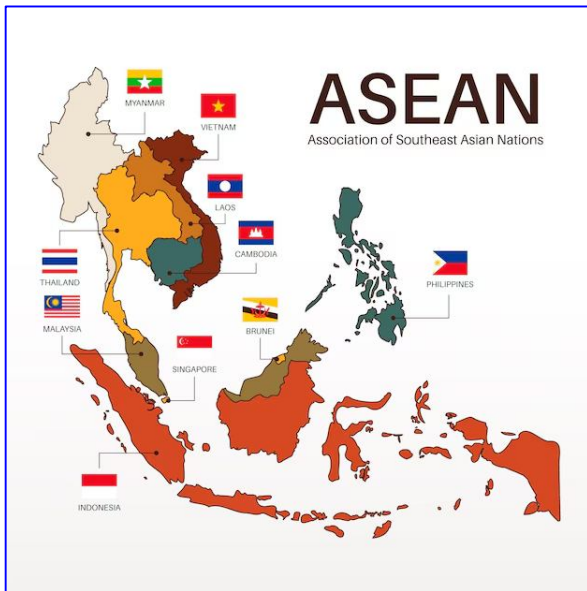 ASEAN
Association of Southeast Asian Nations
MYANMAR
VIETNAM
LAOS
CAMBODIA
THAILAND
PHILIPPINES
MALAYSIA
BRUNEI
SINGAPORE
INDONESIA